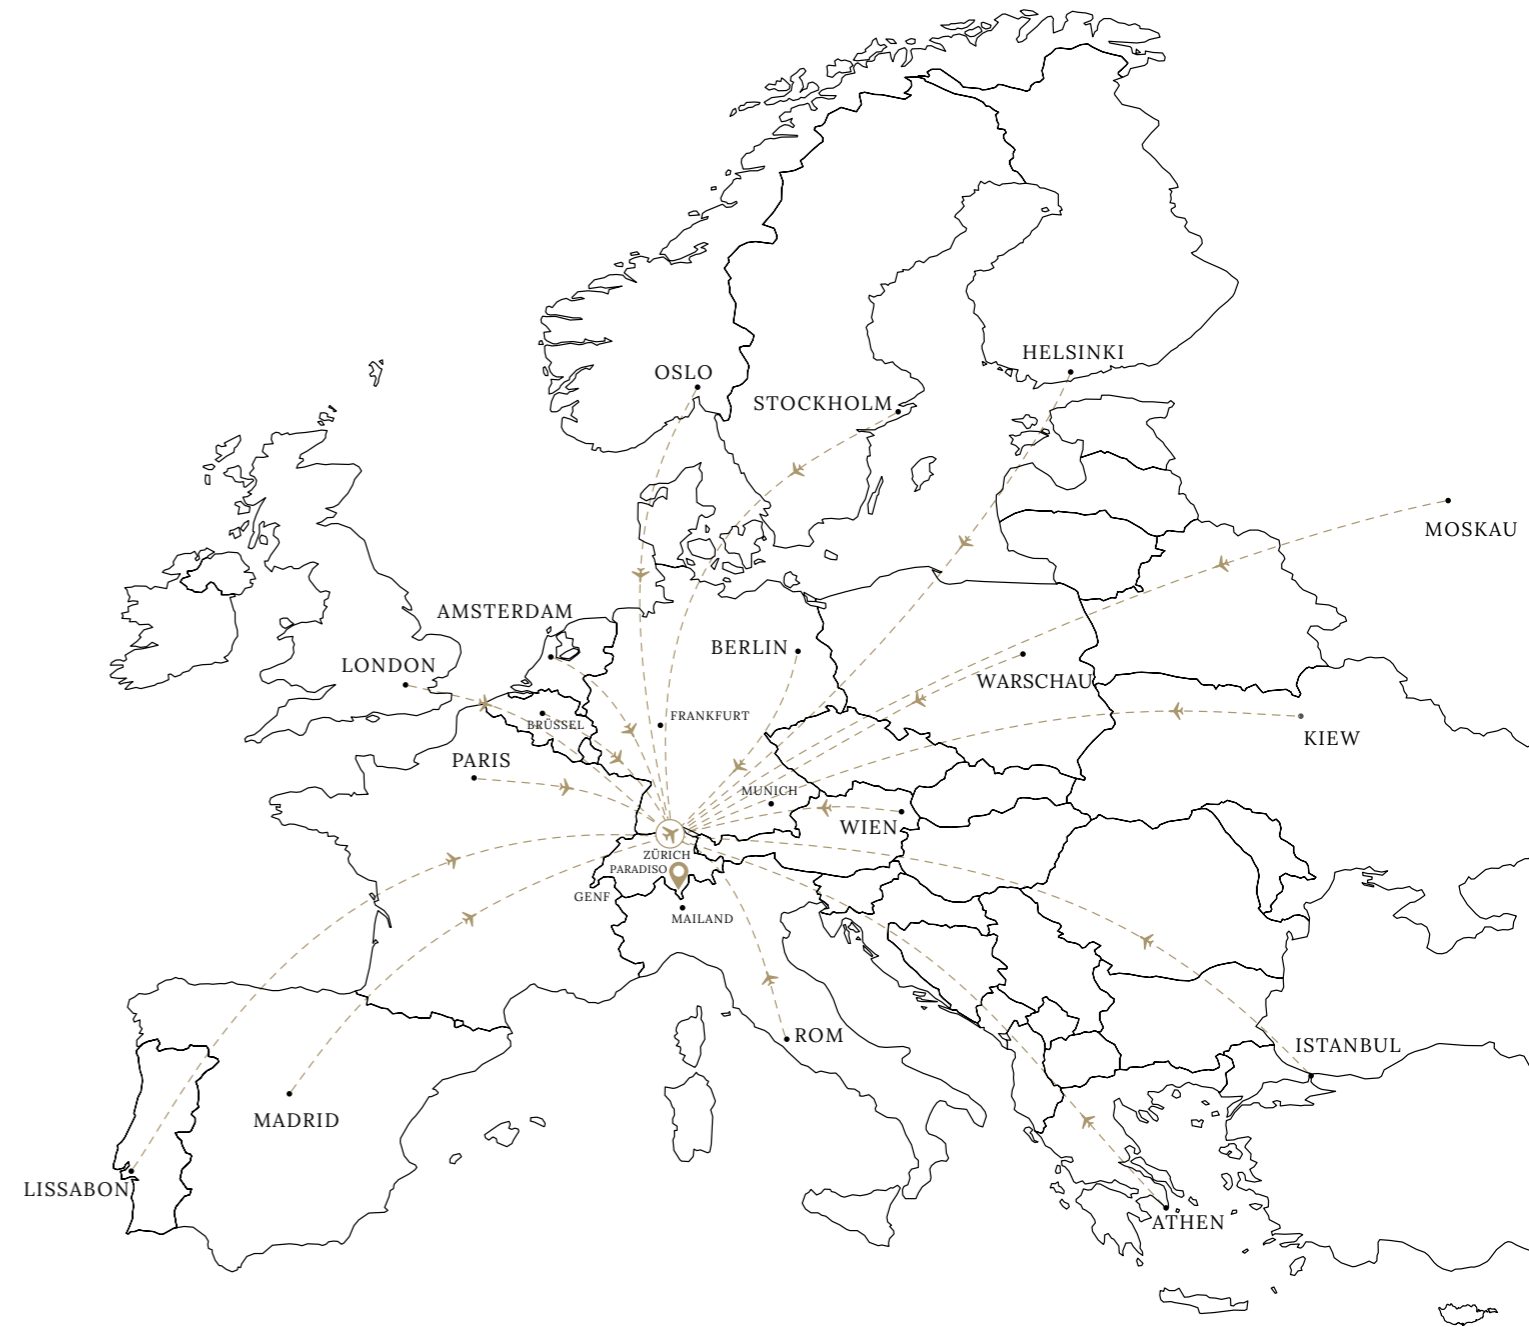 HELSINKI
OSLO
STOCKHOLM
MOSKAU
AMSTERDAM
BERLIN
LONDON
WARSCHAU
FRANKFURT
BRÜSSEL
KIEW
PARIS
MUNICH
WIEN
ZÜRICH
PARADISO
GENF
MAILAND
ROM
ISTANBUL
MADRID
LISSABON
ATHEN